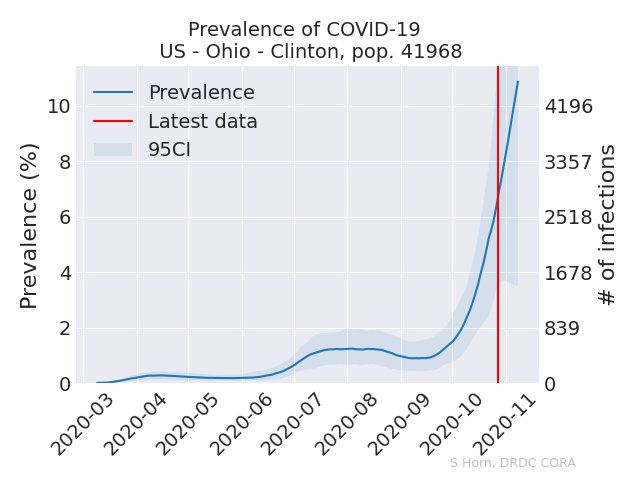 Prevalence of COVID-19
US - Ohio - Clinton, pop. 41968
Prevalence
Latest data
95CI
Prevalence (%)
10
8
6
4
2
0
4196
3357
2518
1678
839
0
# of infections
2020-03
2020-04
2020-05
2020-06
2020-07
2020-08
2020-09
2020-10
2020-11
S Horn, DRDC CORA